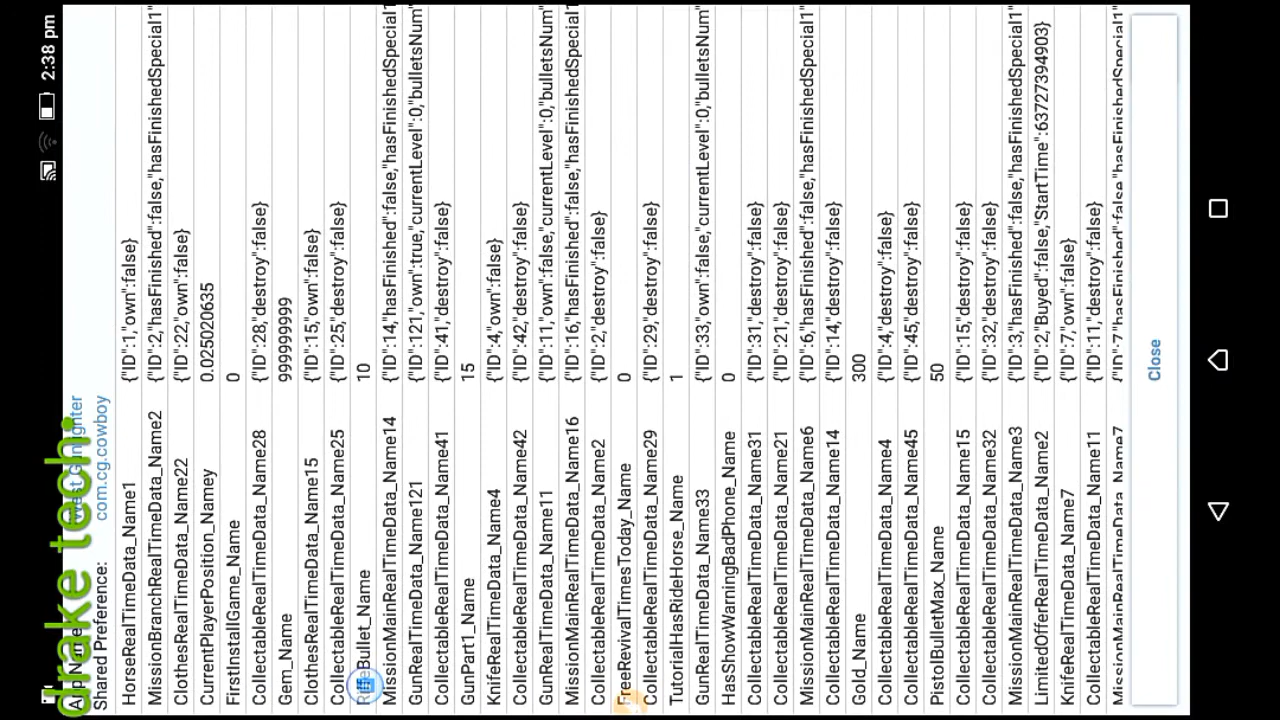 2:38 pm
drake tech.
App Name: West Gunfighter
Shared Preference: com.cg.cowboy
HorseRealTimeData_Name1 {"ID":1,"own":false}
MissionBranchRealTimeData_Name2 {"ID":2,"hasFinished":false,"hasFinishedSpecial1"
ClothesRealTimeData_Name22 {"ID":22,"own":false}
CurrentPlayerPosition_Namey 0.025020635
FirstInstallGame_Name 0
CollectableRealTimeData_Name28 {"ID":28,"destroy":false}
Gem_Name 999999999
ClothesRealTimeData_Name15 {"ID":15,"own":false}
CollectableRealTimeData_Name25 {"ID":25,"destroy":false}
RifleBullet_Name 10
MissionMainRealTimeData_Name14 {"ID":14,"hasFinished":false,"hasFinishedSpecial1
GunRealTimeData_Name121 {"ID":121,"own":true,"currentLevel":0,"bulletsNum"
CollectableRealTimeData_Name41 {"ID":41,"destroy":false}
GunPart1_Name 15
KnifeRealTimeData_Name4 {"ID":4,"own":false}
CollectableRealTimeData_Name42 {"ID":42,"destroy":false}
GunRealTimeData_Name11 {"ID":11,"own":false,"currentLevel":0,"bulletsNum"
MissionMainRealTimeData_Name16 {"ID":16,"hasFinished":false,"hasFinishedSpecial1
CollectableRealTimeData_Name2 {"ID":2,"destroy":false}
FreeRevivalTimesToday_Name 0
CollectableRealTimeData_Name29 {"ID":29,"destroy":false}
TutorialHasRideHorse_Name 1
GunRealTimeData_Name33 {"ID":33,"own":false,"currentLevel":0,"bulletsNum"
HasShowWarningBadPhone_Name 0
CollectableRealTimeData_Name31 {"ID":31,"destroy":false}
CollectableRealTimeData_Name21 {"ID":21,"destroy":false}
MissionMainRealTimeData_Name6 {"ID":6,"hasFinished":false,"hasFinishedSpecial1"
CollectableRealTimeData_Name14 {"ID":14,"destroy":false}
Gold_Name 300
CollectableRealTimeData_Name4 {"ID":4,"destroy":false}
CollectableRealTimeData_Name45 {"ID":45,"destroy":false}
PistolBulletMax_Name 50
CollectableRealTimeData_Name15 {"ID":15,"destroy":false}
CollectableRealTimeData_Name32 {"ID":32,"destroy":false}
MissionMainRealTimeData_Name3 {"ID":3,"hasFinished":false,"hasFinishedSpecial1"
LimitedOfferRealTimeData_Name2 {"ID":2,"Buyed":false,"StartTime":63727394903}
KnifeRealTimeData_Name7 {"ID":7,"own":false}
CollectableRealTimeData_Name11 {"ID":11,"destroy":false}
MissionMainRealTimeData_Name7 {"ID":7,"hasFinished":false,"hasFinishedSpecial1"
Close